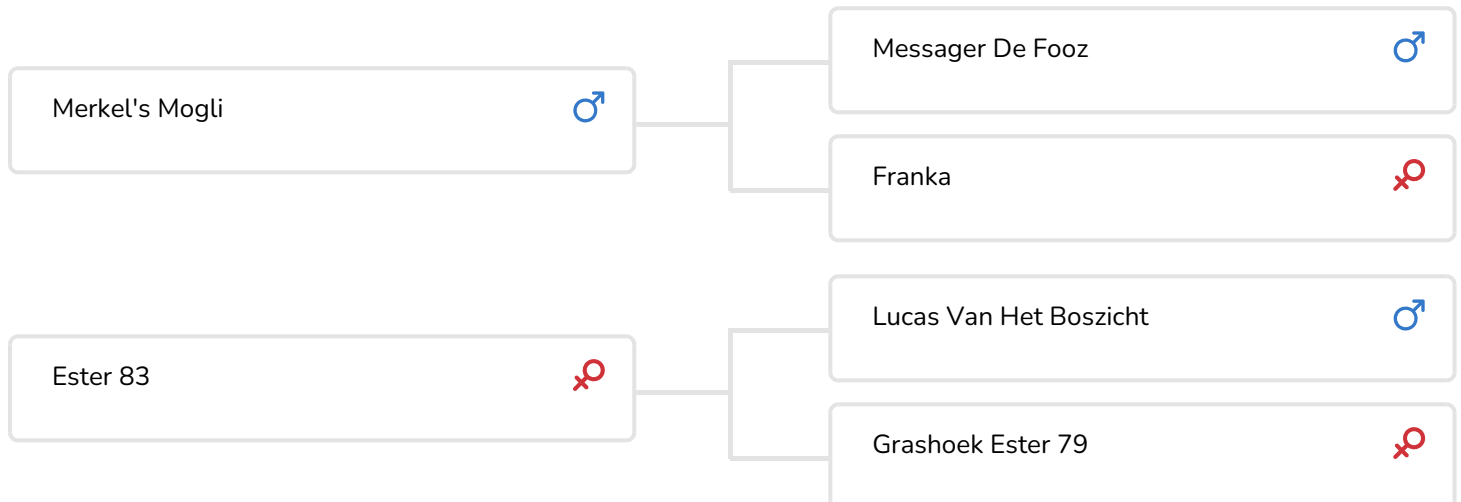 Messager De Fooz
Merkel's Mogli
Franka
Lucas Van Het Boszicht
Ester 83
Grashoek Ester 79